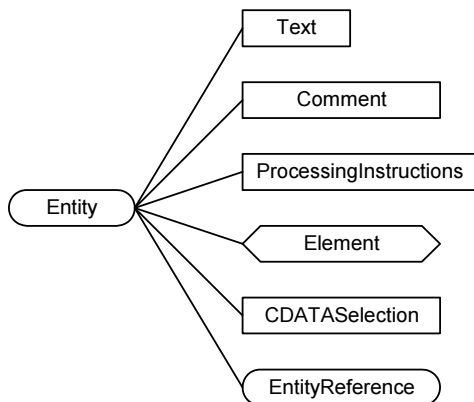 Text
Comment
ProcessingInstructions
Entity
Element
CDATASelection
EntityReference